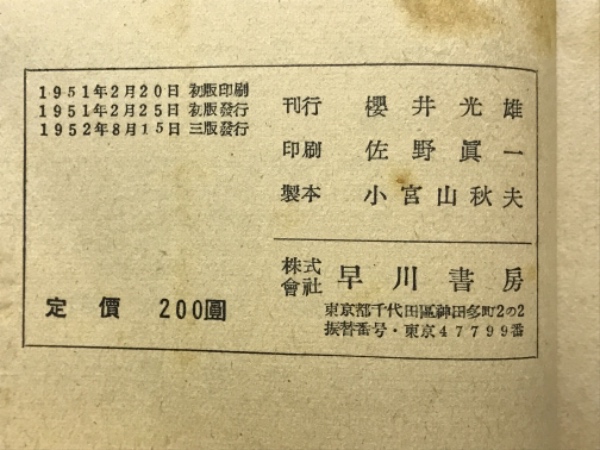 1951年2月20日 初版印刷
1951年2月25日 初版發行
1952年8月15日 三版發行
定價 200圓
刊行 櫻井光雄
印刷 佐野眞一
製本 小宮山秋夫
株式會社 早川書房
東京都千代田區神田多町2の2
振替番号・東京47799番